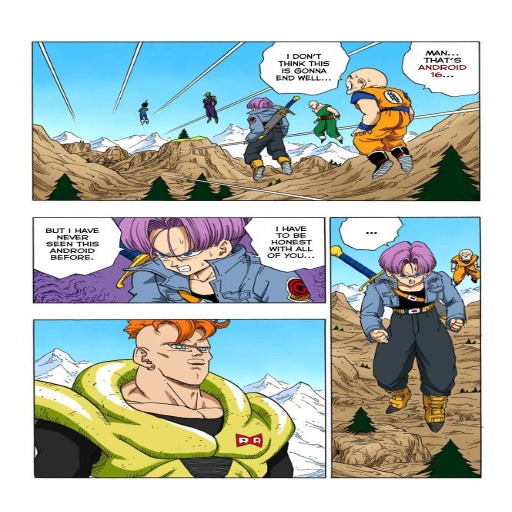 MAN...
THAT'S
ANDROID
16...
I DON'T
THINK THIS
IS GONNA
END WELL...
...
I HAVE
TO BE
HONEST
WITH ALL
OF YOU...
BUT I HAVE
NEVER
SEEN THIS
ANDROID
BEFORE.
RR